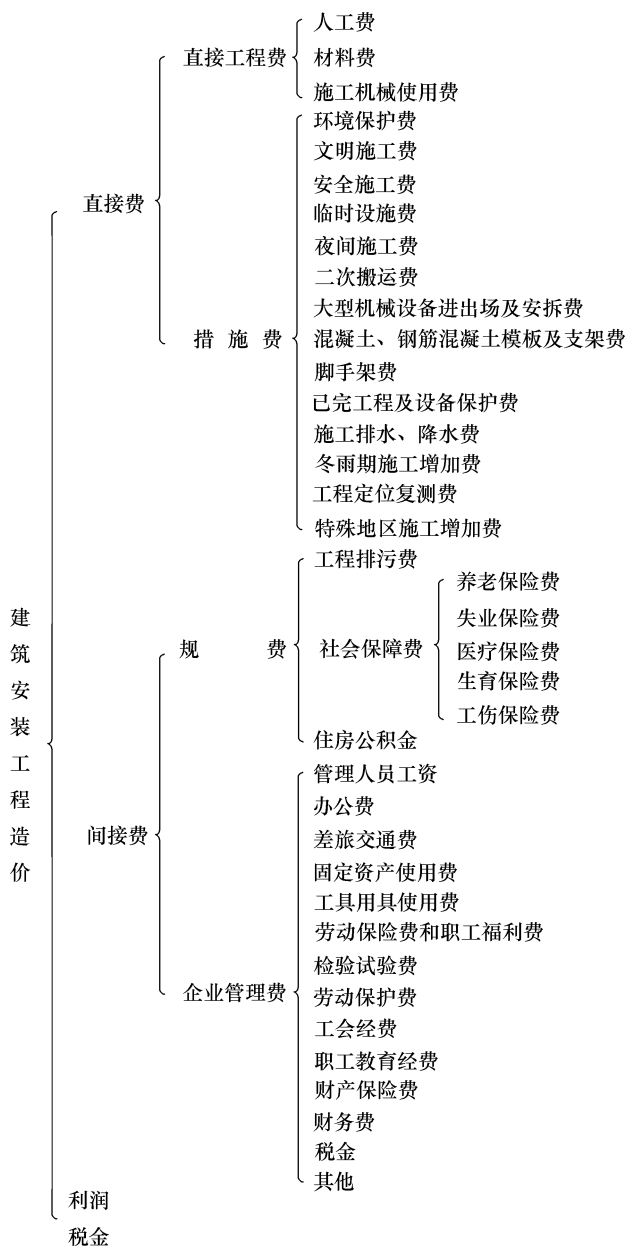 建筑安装工程造价
直接费
直接工程费
人工费
材料费
施工机械使用费
措施费
环境保护费
文明施工费
安全施工费
临时设施费
夜间施工费
二次搬运费
大型机械设备进出场及安拆费
混凝土、钢筋混凝土模板及支架费
脚手架费
已完工程及设备保护费
施工排水、降水费
冬雨期施工增加费
工程定位复测费
特殊地区施工增加费
间接费
规费
工程排污费
社会保障费
养老保险费
失业保险费
医疗保险费
生育保险费
工伤保险费
住房公积金
企业管理费
管理人员工资
办公费
差旅交通费
固定资产使用费
工具用具使用费
劳动保险费和职工福利费
检验试验费
劳动保护费
工会经费
职工教育经费
财产保险费
财务费
税金
其他
利润
税金